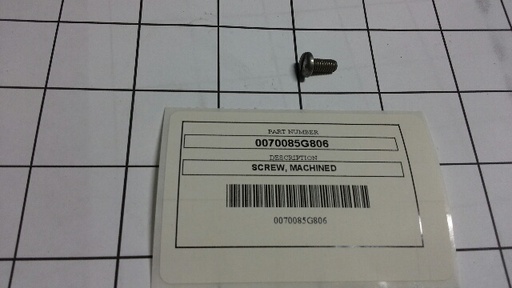 PART NUMBER
0070085G806
DESCRIPTION
SCREW, MACHINED
0070085G806